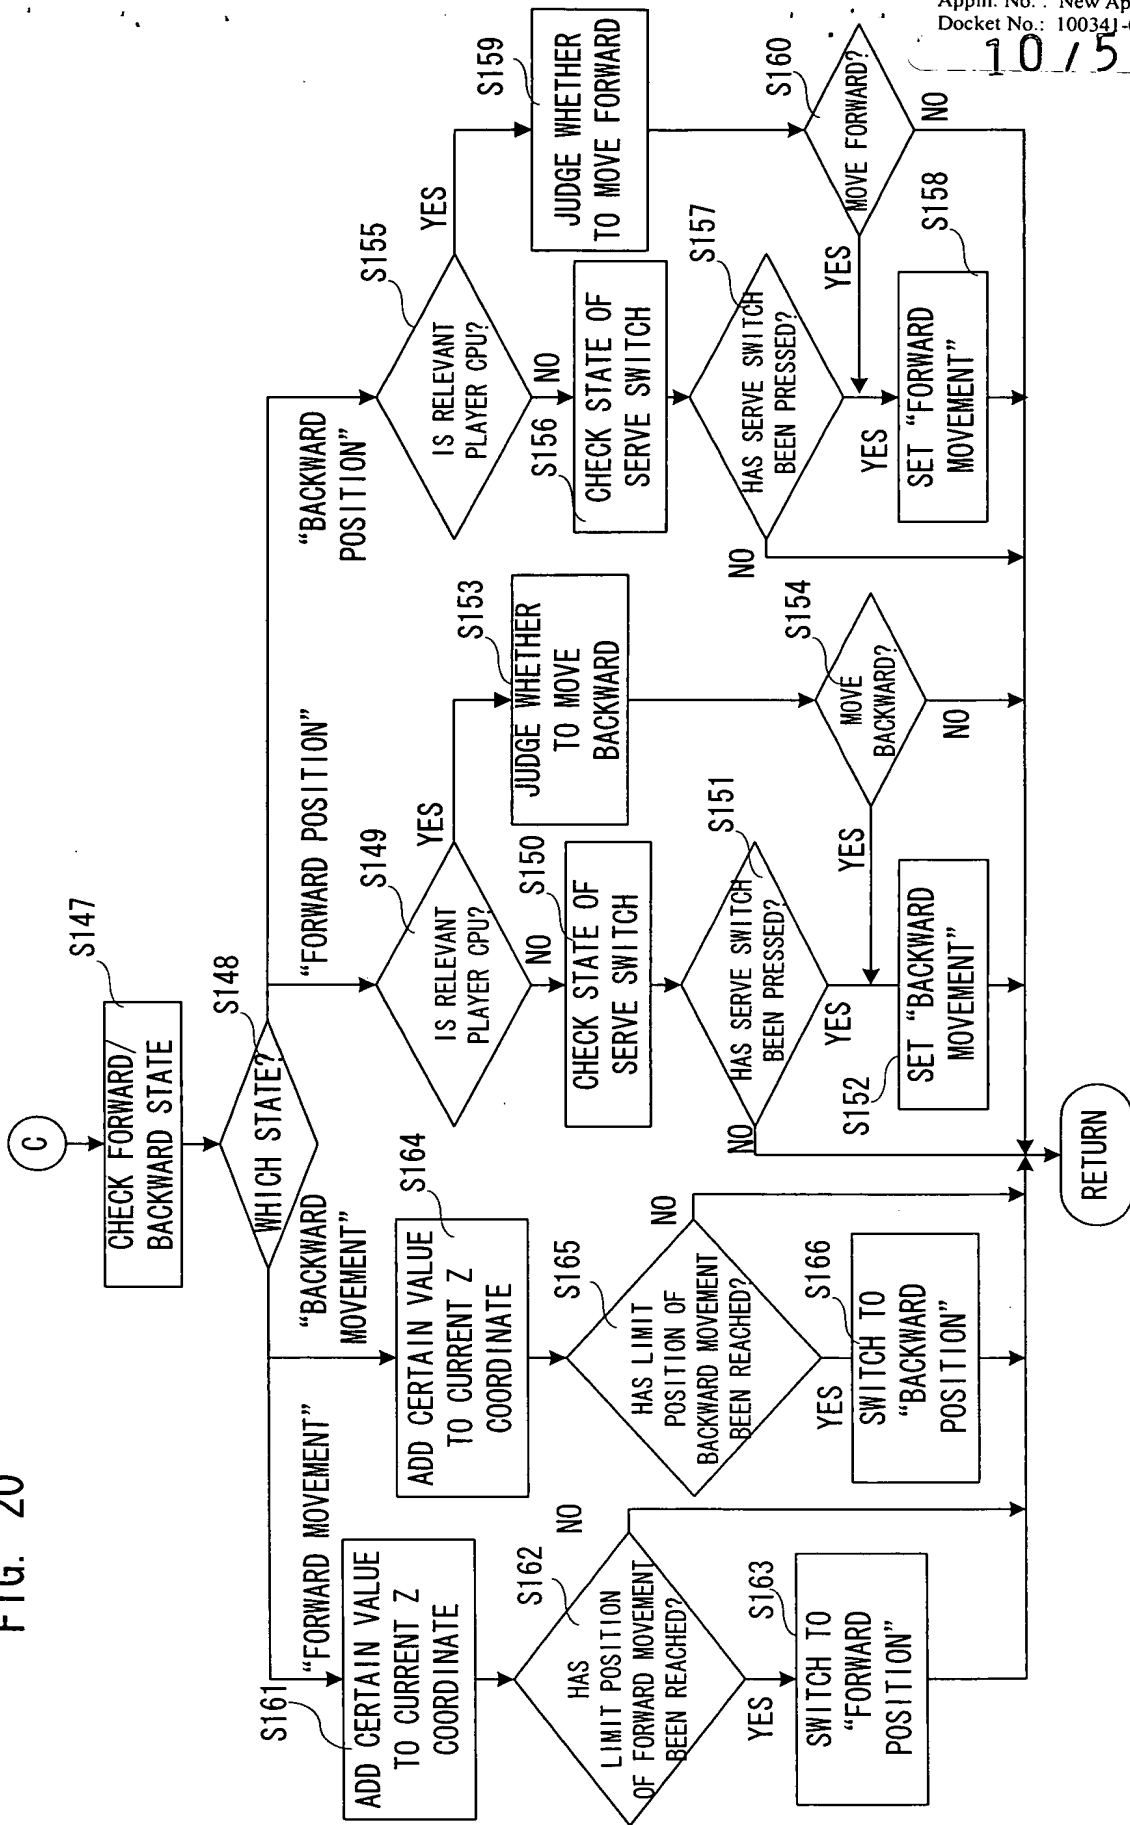 Appln. No. : New Ap
Docket No.: 100341-
10/5
FIG. 20
C
S147
CHECK FORWARD/
BACKWARD STATE
S148
WHICH STATE?
"FORWARD MOVEMENT"
"BACKWARD
MOVEMENT"
"FORWARD POSITION"
"BACKWARD
POSITION"
S161
ADD CERTAIN VALUE
TO CURRENT Z
COORDINATE
S162
HAS
LIMIT POSITION
OF FORWARD MOVEMENT
BEEN REACHED?
NO
YES
S163
SWITCH TO
"FORWARD
POSITION"
S164
ADD CERTAIN VALUE
TO CURRENT Z
COORDINATE
S165
HAS LIMIT
POSITION OF
BACKWARD MOVEMENT
BEEN REACHED?
NO
YES
S166
SWITCH TO
"BACKWARD
POSITION"
S149
IS RELEVANT
PLAYER CPU?
YES
NO
S150
CHECK STATE OF
SERVE SWITCH
S151
HAS SERVE SWITCH
BEEN PRESSED?
NO
YES
S152
SET "BACKWARD
MOVEMENT"
S153
JUDGE WHETHER
TO MOVE
BACKWARD
S154
MOVE
BACKWARD?
YES
NO
S155
IS RELEVANT
PLAYER CPU?
YES
NO
S156
CHECK STATE OF
SERVE SWITCH
S157
HAS SERVE SWITCH
BEEN PRESSED?
NO
YES
S158
SET "FORWARD
MOVEMENT"
S159
JUDGE WHETHER
TO MOVE FORWARD
S160
MOVE FORWARD?
YES
NO
RETURN